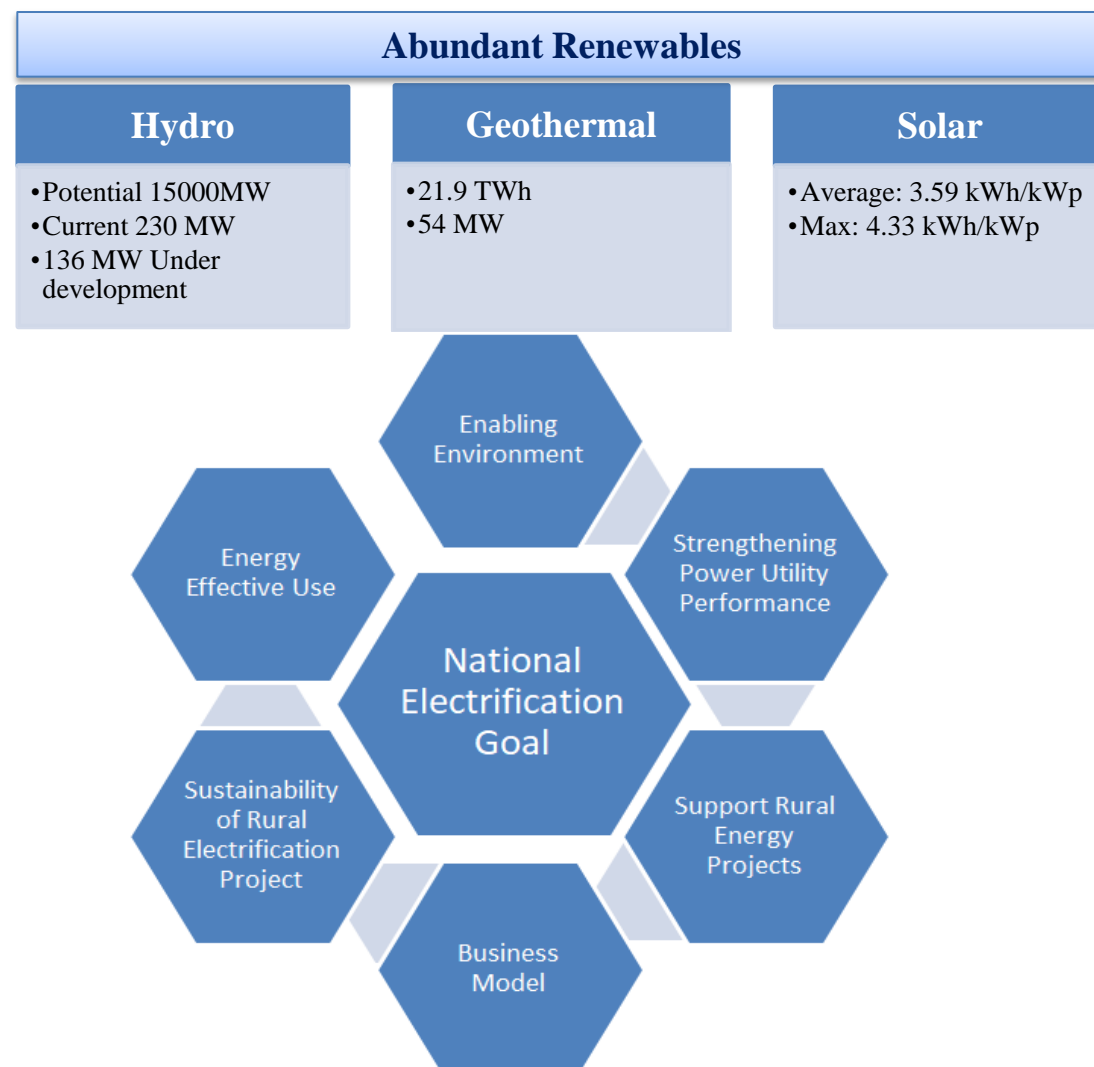 Abundant Renewables
Hydro
•Potential 15000MW
•Current 230 MW
•136 MW Under
development
Geothermal
•21.9 TWh
•54 MW
Solar
•Average: 3.59 kWh/kWp
•Max: 4.33 kWh/kWp
Enabling
Environment
Strengthening
Power Utility
Performance
Support Rural
Energy
Projects
Business
Model
Sustainability
of Rural
Electrification
Project
Energy
Effective Use
National
Electrification
Goal